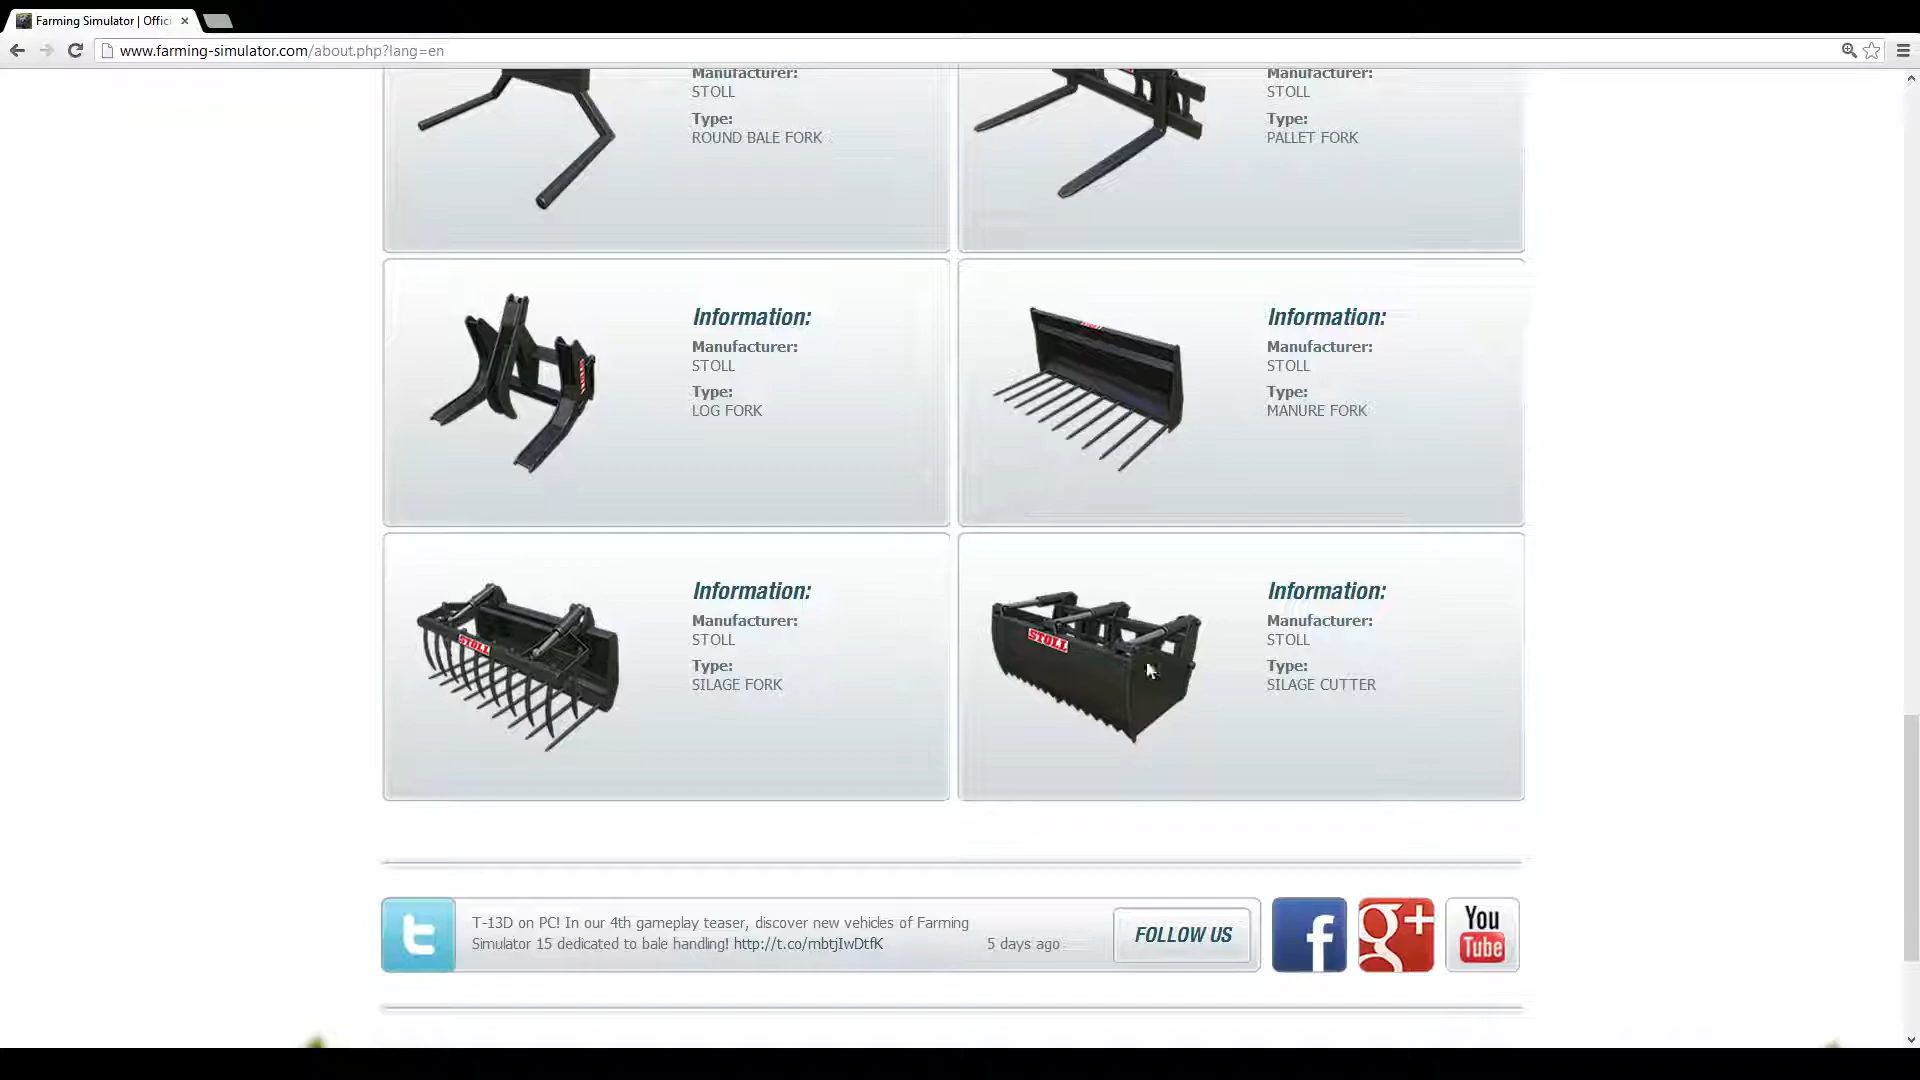 Farming Simulator | Offici
www.farming-simulator.com/about.php?lang=en
Manufacturer:
STOLL
Type:
ROUND BALE FORK
Manufacturer:
STOLL
Type:
PALLET FORK
Information:
Manufacturer:
STOLL
Type:
LOG FORK
Information:
Manufacturer:
STOLL
Type:
MANURE FORK
STOLL
Information:
Manufacturer:
STOLL
Type:
SILAGE FORK
STOLL
Information:
Manufacturer:
STOLL
Type:
SILAGE CUTTER
T-13D on PC! In our 4th gameplay teaser, discover new vehicles of Farming
Simulator 15 dedicated to bale handling! http://t.co/mbtjIwDtfK
5 days ago
FOLLOW US
f
g+
You
Tube